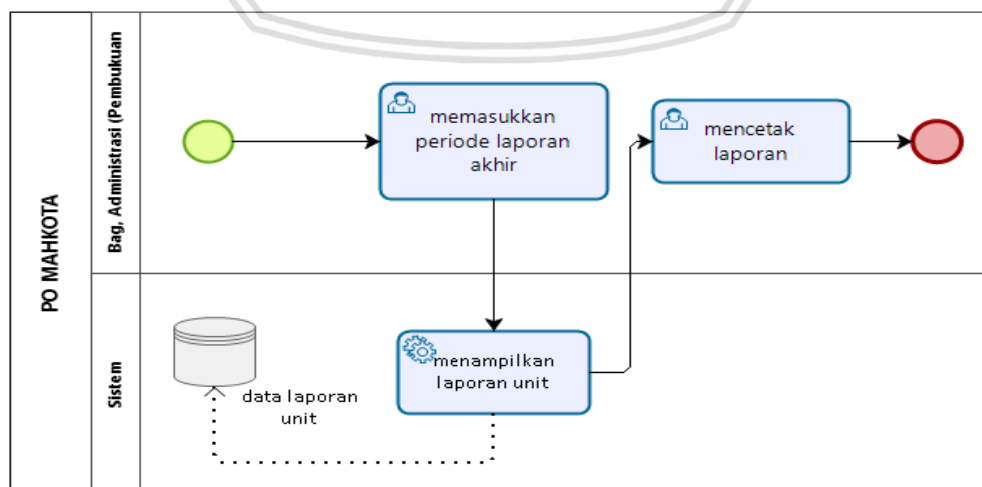 PO MAHKOTA
Bag, Administrasi (Pembukuan
memasukkan
periode laporan
akhir
mencetak
laporan
Sistem
data laporan
unit
menampilkan
laporan unit